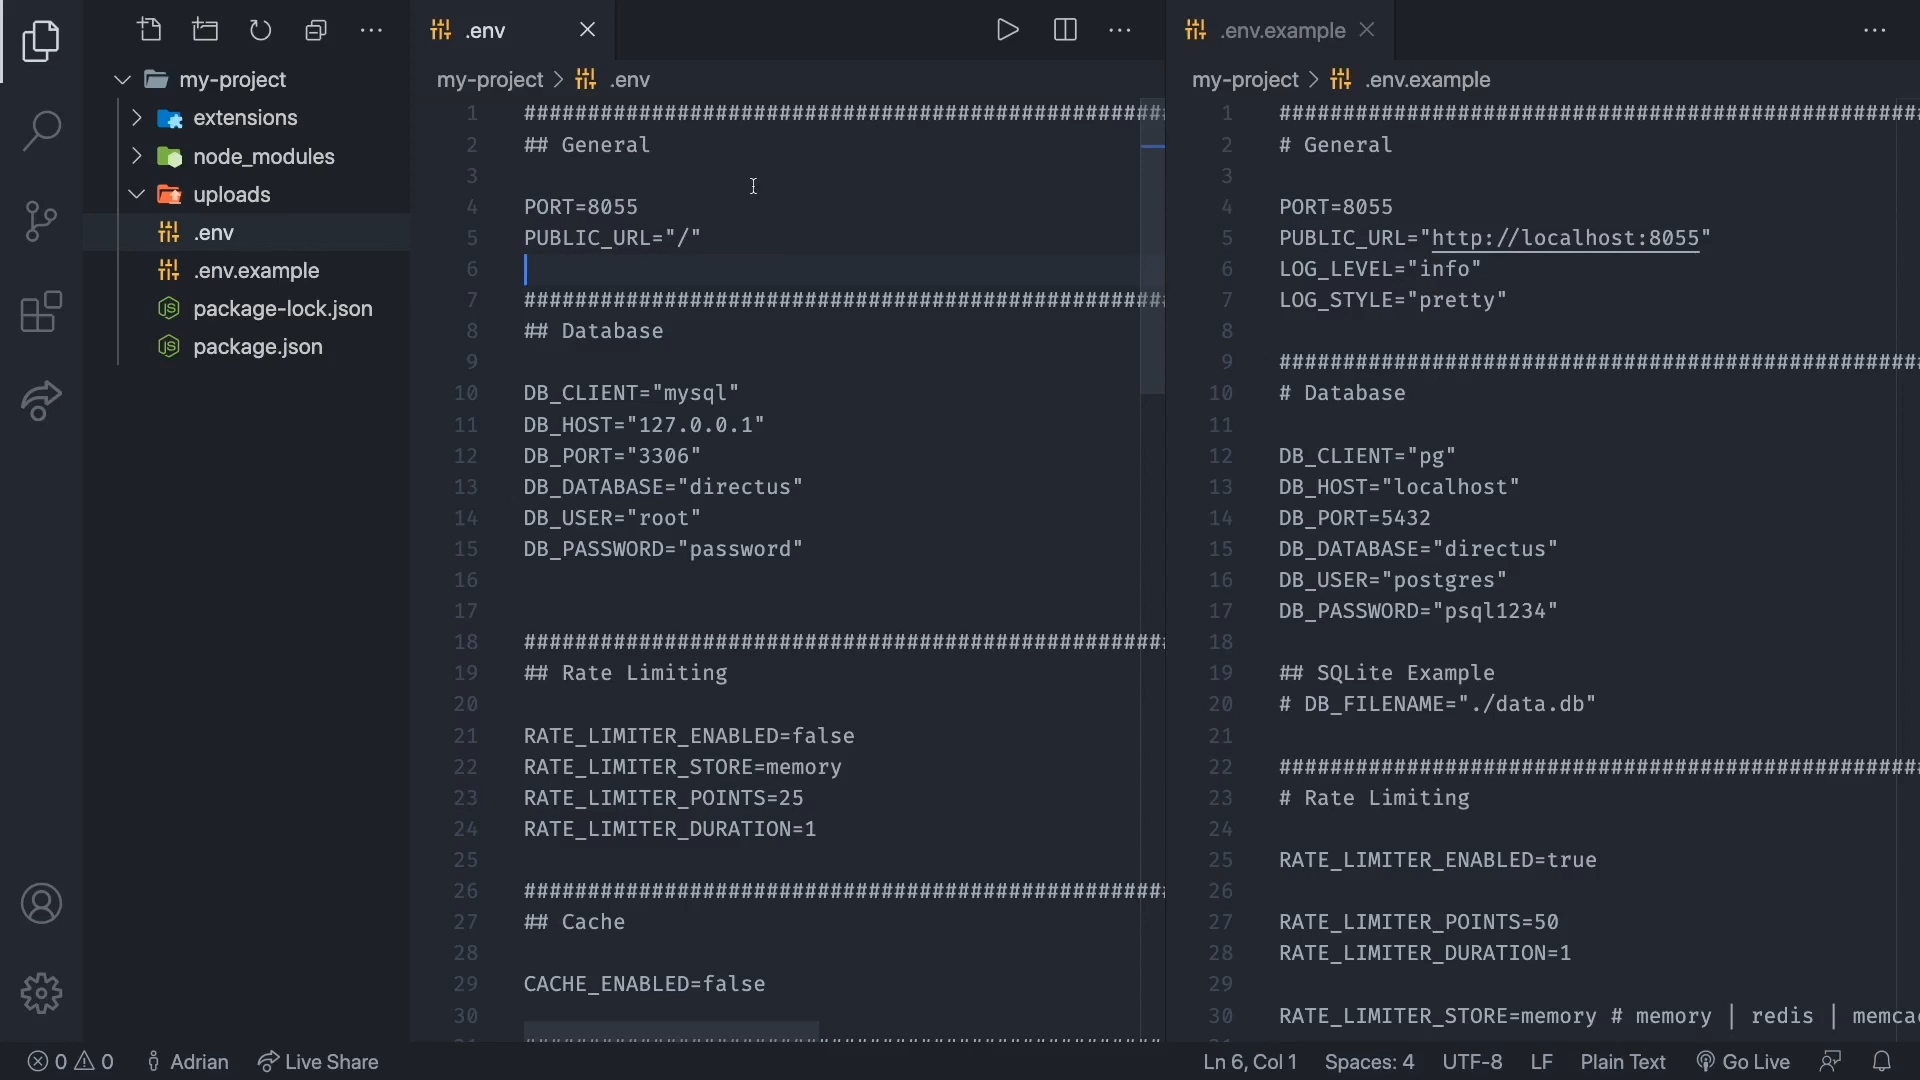 .env
.env.example
my-project
extensions
node_modules
uploads
.env
.env.example
package-lock.json
package.json
my-project > .env
1 ##################################################
2 ## General
3
4 PORT=8055
5 PUBLIC_URL="/"
6
7 ##################################################
8 ## Database
9
10 DB_CLIENT="mysql"
11 DB_HOST="127.0.0.1"
12 DB_PORT="3306"
13 DB_DATABASE="directus"
14 DB_USER="root"
15 DB_PASSWORD="password"
16
17
18 ##################################################
19 ## Rate Limiting
20
21 RATE_LIMITER_ENABLED=false
22 RATE_LIMITER_STORE=memory
23 RATE_LIMITER_POINTS=25
24 RATE_LIMITER_DURATION=1
25
26 ##################################################
27 ## Cache
28
29 CACHE_ENABLED=false
30
my-project > .env.example
1 ##################################################
2 # General
3
4 PORT=8055
5 PUBLIC_URL="http://localhost:8055"
6 LOG_LEVEL="info"
7 LOG_STYLE="pretty"
8
9 ##################################################
10 # Database
11
12 DB_CLIENT="pg"
13 DB_HOST="localhost"
14 DB_PORT=5432
15 DB_DATABASE="directus"
16 DB_USER="postgres"
17 DB_PASSWORD="psql1234"
18
19 ## SQLite Example
20 # DB_FILENAME="./data.db"
21
22 ##################################################
23 # Rate Limiting
24
25 RATE_LIMITER_ENABLED=true
26
27 RATE_LIMITER_POINTS=50
28 RATE_LIMITER_DURATION=1
29
30 RATE_LIMITER_STORE=memory # memory | redis | memca
0 0 Adrian Live Share
Ln 6, Col 1 Spaces: 4 UTF-8 LF Plain Text Go Live